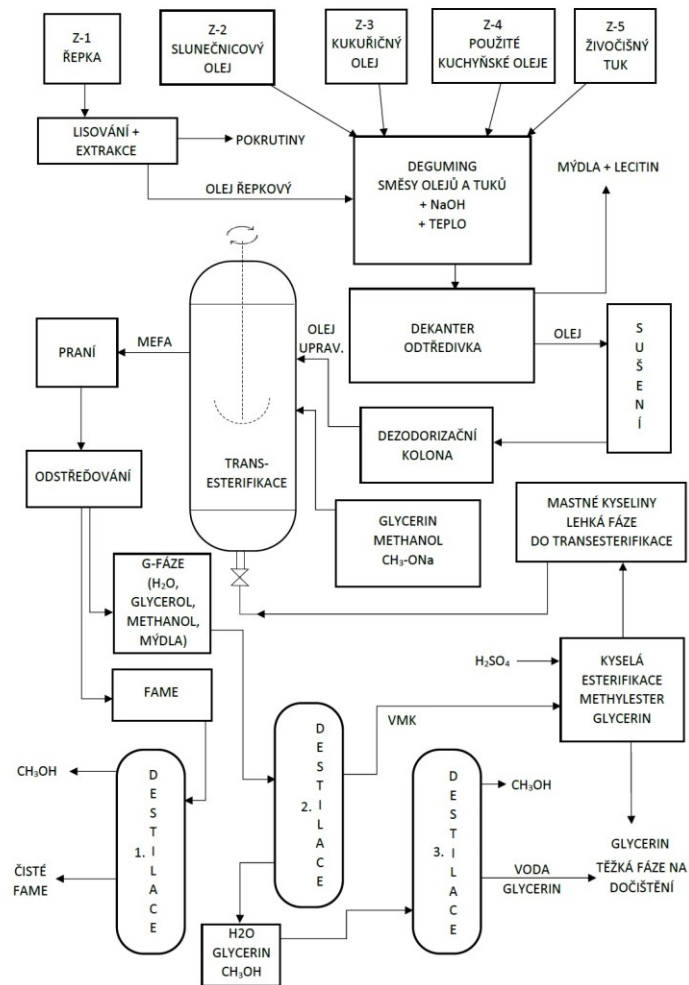 Z-1
ŘEPKA
Z-2
SLUNEČNICOVÝ
OLEJ
Z-3
KUKUŘIČNÝ
OLEJ
Z-4
POUŽITÉ
KUCHYŇSKÉ OLEJE
Z-5
ŽIVOČIŠNÝ
TUK
LISOVÁNÍ +
EXTRAKCE
POKRUTINY
OLEJ ŘEPKOVÝ
DEGUMING
SMĚSY OLEJŮ A TUKŮ
+ NaOH
+ TEPLO
MÝDLA + LECITIN
DEKANTER
ODTŘEDIVKA
OLEJ
SUŠENÍ
OLEJ
UPRAV.
DEZODORIZAČNÍ
KOLONA
MEFA
PRANÍ
ODSTŘEĎOVÁNÍ
TRANS-
ESTERIFIKACE
GLYCERIN
METHANOL
CH₃-ONa
MASTNÉ KYSELINY
LEHKÁ FÁZE
DO TRANSESTERIFIKACE
G-FÁZE
(H₂O,
GLYCEROL,
METHANOL,
MÝDLA)
FAME
H₂SO₄
KYSELÁ
ESTERIFIKACE
METHYLESTER
GLYCERIN
VMK
CH₃OH
1.
DESTILACE
ČISTÉ
FAME
2.
DESTILACE
3.
DESTILACE
CH₃OH
VODA
GLYCERIN
GLYCERIN
TĚŽKÁ FÁZE NA
DOČIŠTĚNÍ
H2O
GLYCERIN
CH₃OH